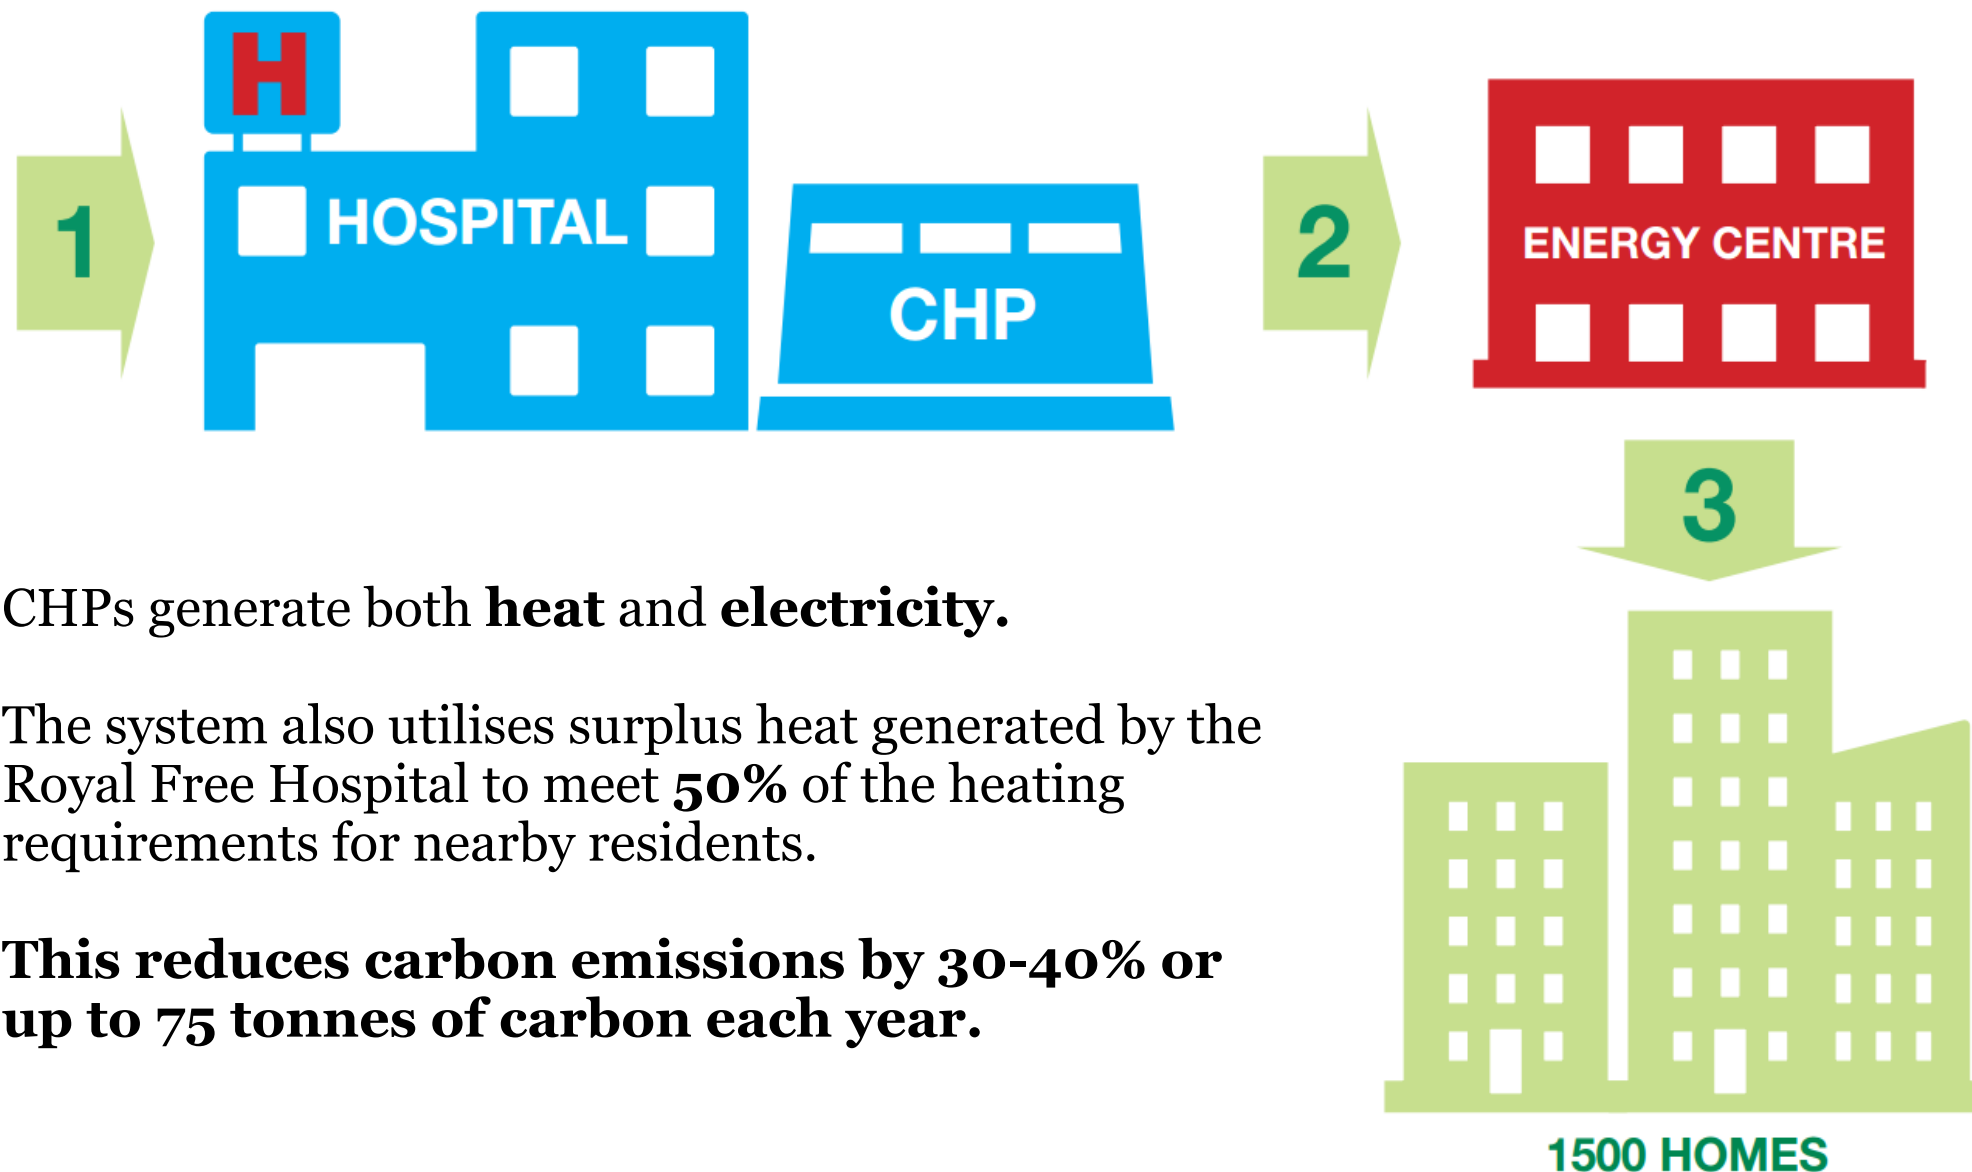 H
1
HOSPITAL
CHP
2
ENERGY CENTRE
3
CHPs generate both heat and electricity.
The system also utilises surplus heat generated by the
Royal Free Hospital to meet 50% of the heating
requirements for nearby residents.
This reduces carbon emissions by 30-40% or
up to 75 tonnes of carbon each year.
1500 HOMES